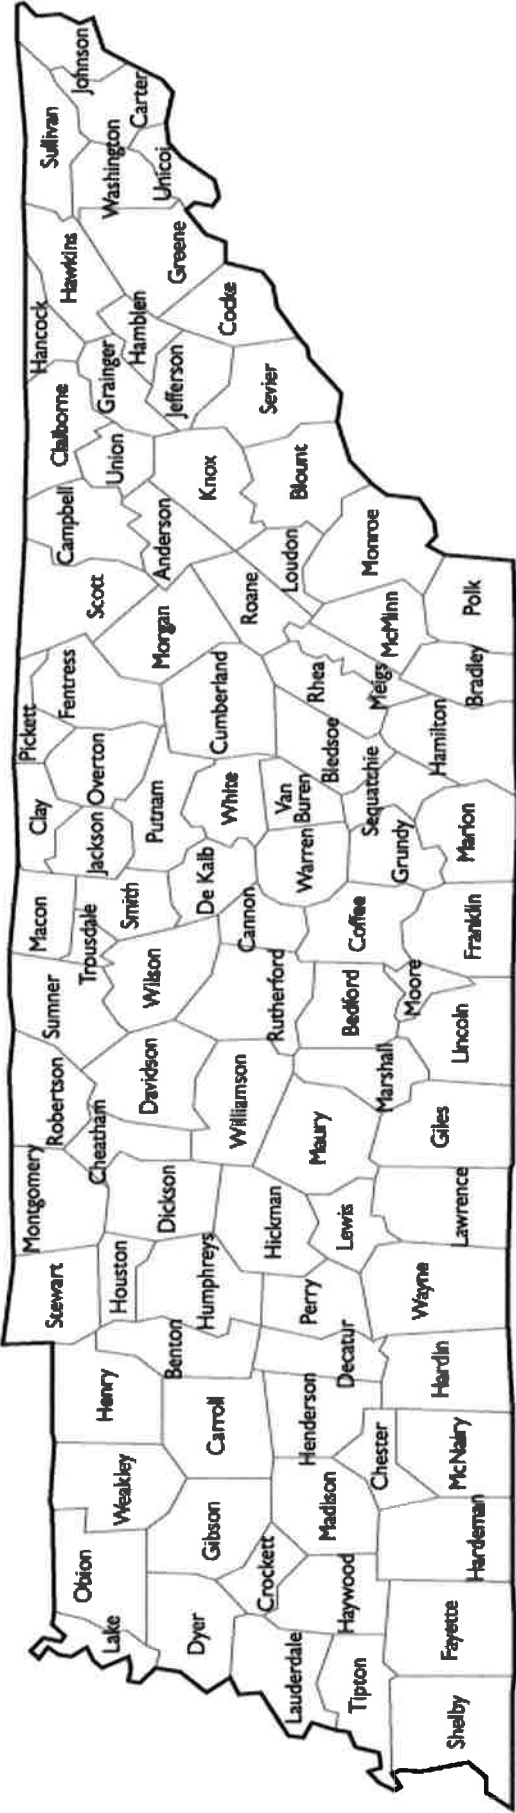 Johnson
Carter
Sullivan
Washington
Unicoi
Greene
Hawkins
Hancock
Hamblen
Cocke
Grainger
Jefferson
Sevier
Claiborne
Union
Knox
Blount
Campbell
Anderson
Loudon
Monroe
Scott
Morgan
Roane
McMinn
Polk
Fentress
Pickett
Cumberland
Rhea
Meigs
Bradley
Overton
Clay
Jackson
Putnam
White
Van
Buren
Bledsoe
Sequatchie
Hamilton
Macon
Trousdale
Smith
De Kalb
Warren
Cannon
Grundy
Marion
Coffee
Franklin
Sumner
Wilson
Rutherford
Bedford
Moore
Lincoln
Robertson
Davidson
Cheatham
Williamson
Marshall
Maury
Giles
Montgomery
Dickson
Hickman
Lewis
Lawrence
Stewart
Houston
Humphreys
Perry
Wayne
Benton
Decatur
Hardin
Henry
Carroll
Henderson
Chester
McNairy
Weakley
Gibson
Madison
Hardeman
Obion
Crockett
Haywood
Fayette
Lake
Dyer
Lauderdale
Tipton
Shelby